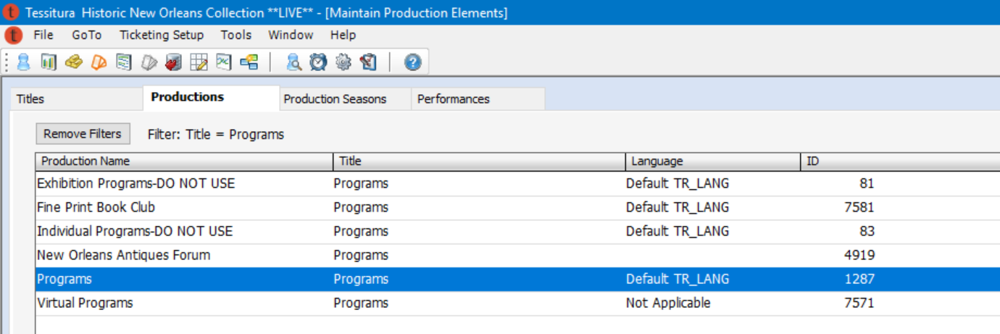 Tessitura Historic New Orleans Collection **LIVE** - [Maintain Production Elements]
File GoTo Ticketing Setup Tools Window Help
Titles Productions Production Seasons Performances
Remove Filters Filter: Title = Programs
Production Name Title Language ID
Exhibition Programs-DO NOT USE Programs Default TR_LANG 81
Fine Print Book Club Programs Default TR_LANG 7581
Individual Programs-DO NOT USE Programs Default TR_LANG 83
New Orleans Antiques Forum Programs 4919
Programs Programs Default TR_LANG 1287
Virtual Programs Programs Not Applicable 7571